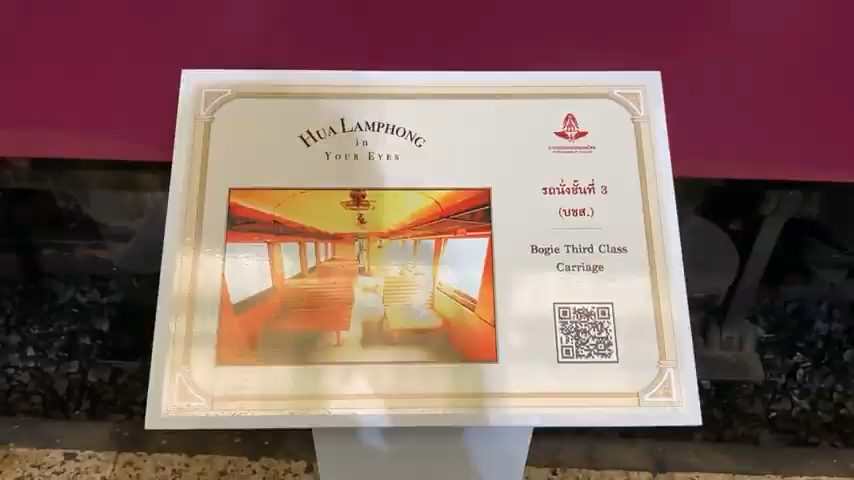 HUA LAMPHONG
in
YOUR EYES
รถนั่งชั้นที่ 3
(บชส.)
Bogie Third Class
Carriage